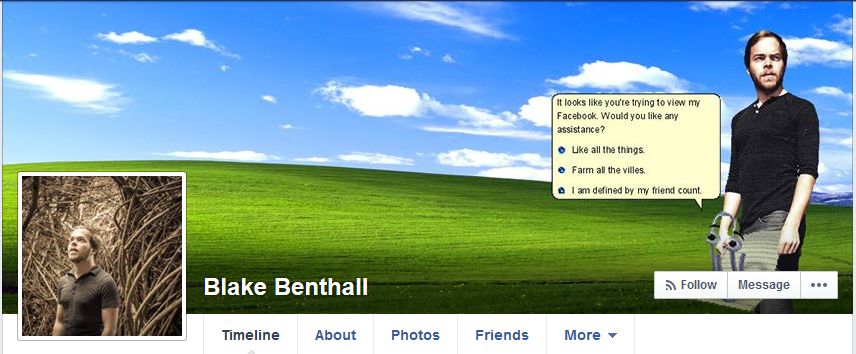 It looks like you're trying to view my
Facebook. Would you like any
assistance?
Like all the things.
Farm all the villes.
I am defined by my friend count.
Blake Benthall
Follow
Message
Timeline
About
Photos
Friends
More